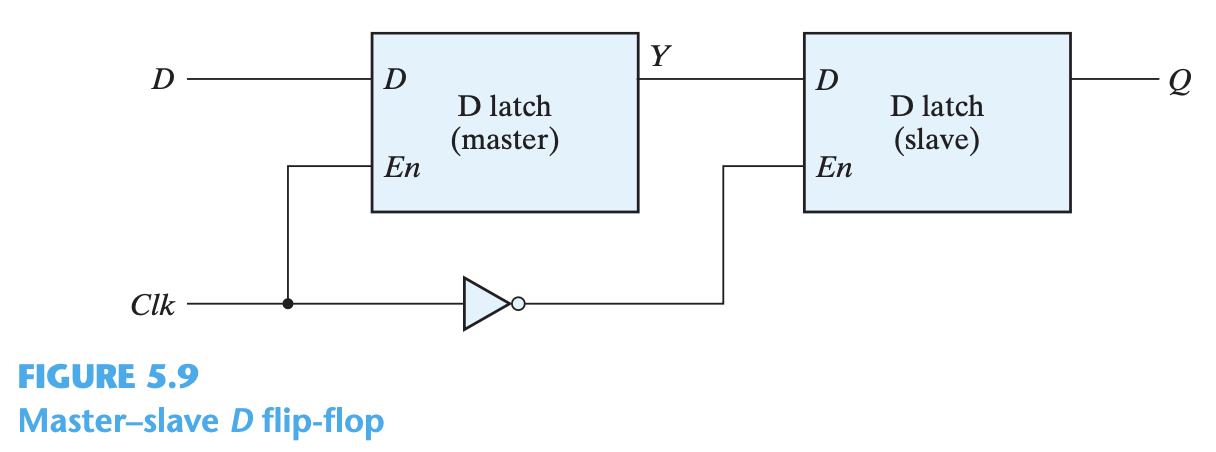 D
D
D latch
(master)
En
Y
D
D latch
(slave)
En
Q
Clk
FIGURE 5.9
Master–slave D flip-flop